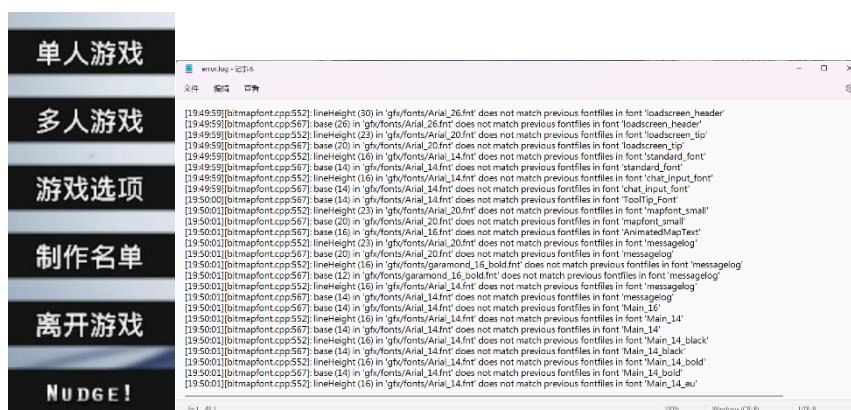 单人游戏
多人游戏
游戏选项
制作名单
离开游戏
NUDGE!
error.log - 记事本
文件 编辑 查看
[19:49:59][bitmapfont.cpp:552]: lineHeight (30) in 'gfx/fonts/Arial_26.fnt' does not match previous fontfiles in font 'loadscreen_header'
[19:49:59][bitmapfont.cpp:567]: base (26) in 'gfx/fonts/Arial_26.fnt' does not match previous fontfiles in font 'loadscreen_header'
[19:49:59][bitmapfont.cpp:552]: lineHeight (23) in 'gfx/fonts/Arial_20.fnt' does not match previous fontfiles in font 'loadscreen_tip'
[19:49:59][bitmapfont.cpp:567]: base (20) in 'gfx/fonts/Arial_20.fnt' does not match previous fontfiles in font 'loadscreen_tip'
[19:49:59][bitmapfont.cpp:552]: lineHeight (16) in 'gfx/fonts/Arial_14.fnt' does not match previous fontfiles in font 'standard_font'
[19:49:59][bitmapfont.cpp:567]: base (14) in 'gfx/fonts/Arial_14.fnt' does not match previous fontfiles in font 'standard_font'
[19:49:59][bitmapfont.cpp:552]: lineHeight (16) in 'gfx/fonts/Arial_14.fnt' does not match previous fontfiles in font 'chat_input_font'
[19:49:59][bitmapfont.cpp:567]: base (14) in 'gfx/fonts/Arial_14.fnt' does not match previous fontfiles in font 'chat_input_font'
[19:50:00][bitmapfont.cpp:567]: base (14) in 'gfx/fonts/Arial_14.fnt' does not match previous fontfiles in font 'ToolTip_Font'
[19:50:01][bitmapfont.cpp:552]: lineHeight (23) in 'gfx/fonts/Arial_20.fnt' does not match previous fontfiles in font 'mapfont_small'
[19:50:01][bitmapfont.cpp:567]: base (20) in 'gfx/fonts/Arial_20.fnt' does not match previous fontfiles in font 'mapfont_small'
[19:50:01][bitmapfont.cpp:567]: base (16) in 'gfx/fonts/Arial_16.fnt' does not match previous fontfiles in font 'AnimatedMapText'
[19:50:01][bitmapfont.cpp:552]: lineHeight (23) in 'gfx/fonts/Arial_20.fnt' does not match previous fontfiles in font 'messagelog'
[19:50:01][bitmapfont.cpp:567]: base (20) in 'gfx/fonts/Arial_20.fnt' does not match previous fontfiles in font 'messagelog'
[19:50:01][bitmapfont.cpp:552]: lineHeight (16) in 'gfx/fonts/garamond_16_bold.fnt' does not match previous fontfiles in font 'messagelog'
[19:50:01][bitmapfont.cpp:567]: base (12) in 'gfx/fonts/garamond_16_bold.fnt' does not match previous fontfiles in font 'messagelog'
[19:50:01][bitmapfont.cpp:552]: lineHeight (16) in 'gfx/fonts/Arial_14.fnt' does not match previous fontfiles in font 'messagelog'
[19:50:01][bitmapfont.cpp:567]: base (14) in 'gfx/fonts/Arial_14.fnt' does not match previous fontfiles in font 'messagelog'
[19:50:01][bitmapfont.cpp:567]: base (14) in 'gfx/fonts/Arial_14.fnt' does not match previous fontfiles in font 'Main_16'
[19:50:01][bitmapfont.cpp:567]: base (14) in 'gfx/fonts/Arial_14.fnt' does not match previous fontfiles in font 'Main_14'
[19:50:01][bitmapfont.cpp:552]: lineHeight (16) in 'gfx/fonts/Arial_14.fnt' does not match previous fontfiles in font 'Main_14_black'
[19:50:01][bitmapfont.cpp:567]: base (14) in 'gfx/fonts/Arial_14.fnt' does not match previous fontfiles in font 'Main_14_black'
[19:50:01][bitmapfont.cpp:552]: lineHeight (16) in 'gfx/fonts/Arial_14.fnt' does not match previous fontfiles in font 'Main_14_bold'
[19:50:01][bitmapfont.cpp:567]: base (14) in 'gfx/fonts/Arial_14.fnt' does not match previous fontfiles in font 'Main_14_bold'
[19:50:01][bitmapfont.cpp:552]: lineHeight (16) in 'gfx/fonts/Arial_14.fnt' does not match previous fontfiles in font 'Main_14_eu'